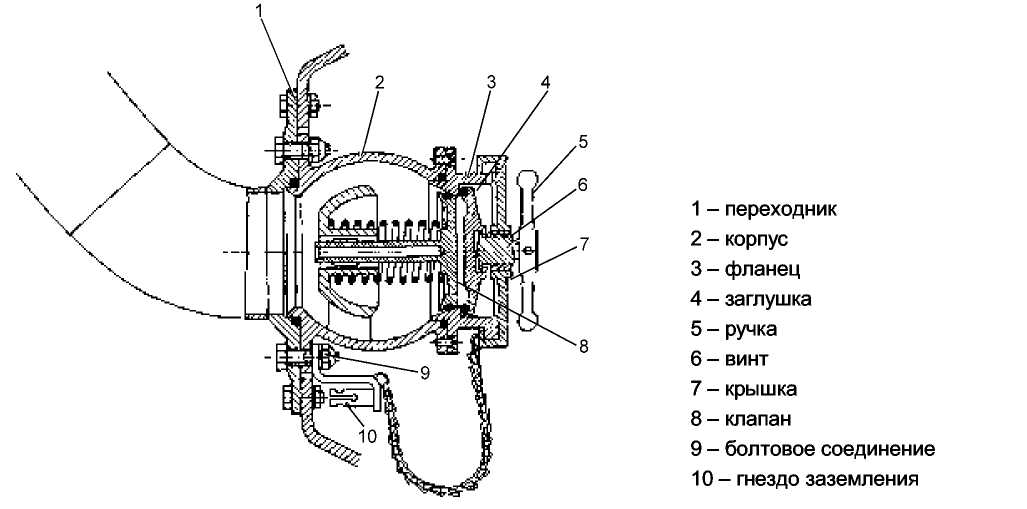 1
2
3
4
5
6
7
8
9
10
1 – переходник
2 – корпус
3 – фланец
4 – заглушка
5 – ручка
6 – винт
7 – крышка
8 – клапан
9 – болтовое соединение
10 – гнездо заземления